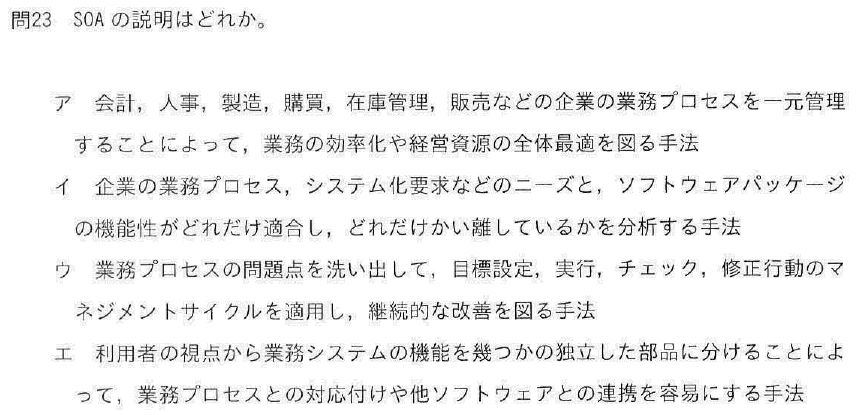 問23 SOA の説明はどれか。
ア 会計，人事，製造，購買，在庫管理，販売などの企業の業務プロセスを一元管理
することによって，業務の効率化や経営資源の全体最適を図る手法
イ 企業の業務プロセス，システム化要求などのニーズと，ソフトウェアパッケージ
の機能性がどれだけ適合し，どれだけかい離しているかを分析する手法
ウ 業務プロセスの問題点を洗い出して，目標設定，実行，チェック，修正行動のマ
ネジメントサイクルを適用し，継続的な改善を図る手法
エ 利用者の視点から業務システムの機能を幾つかの独立した部品に分けることによ
って，業務プロセスとの対応付けや他ソフトウェアとの連携を容易にする手法